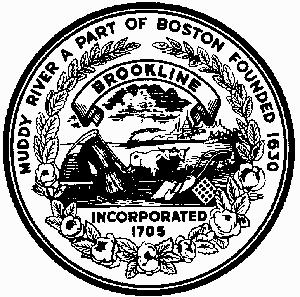 MUDDY RIVER A PART OF BOSTON FOUNDED 1630
BROOKLINE
INCORPORATED
1705